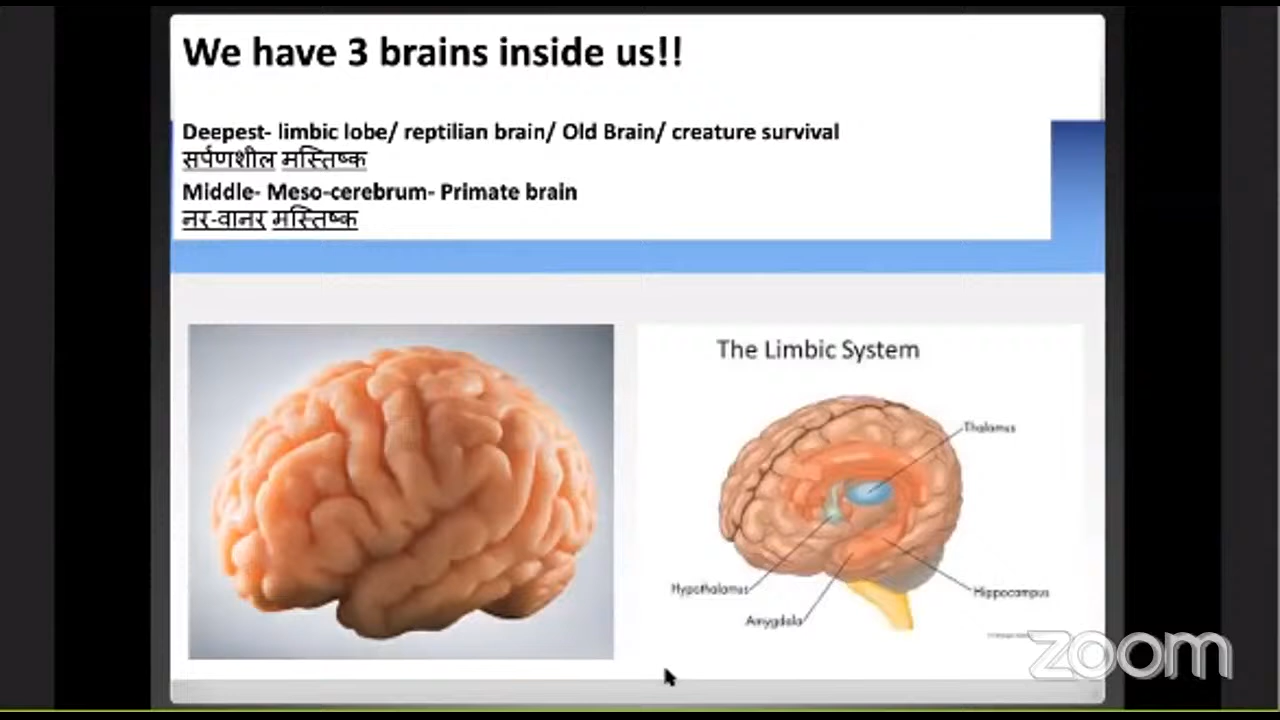 We have 3 brains inside us!!
Deepest- limbic lobe/ reptilian brain/ Old Brain/ creature survival
सर्पणशील मस्तिष्क
Middle- Meso-cerebrum- Primate brain
नर-वानर मस्तिष्क
The Limbic System
Thalamus
Hypothalamus
Hippocampus
Amygdala
zoom